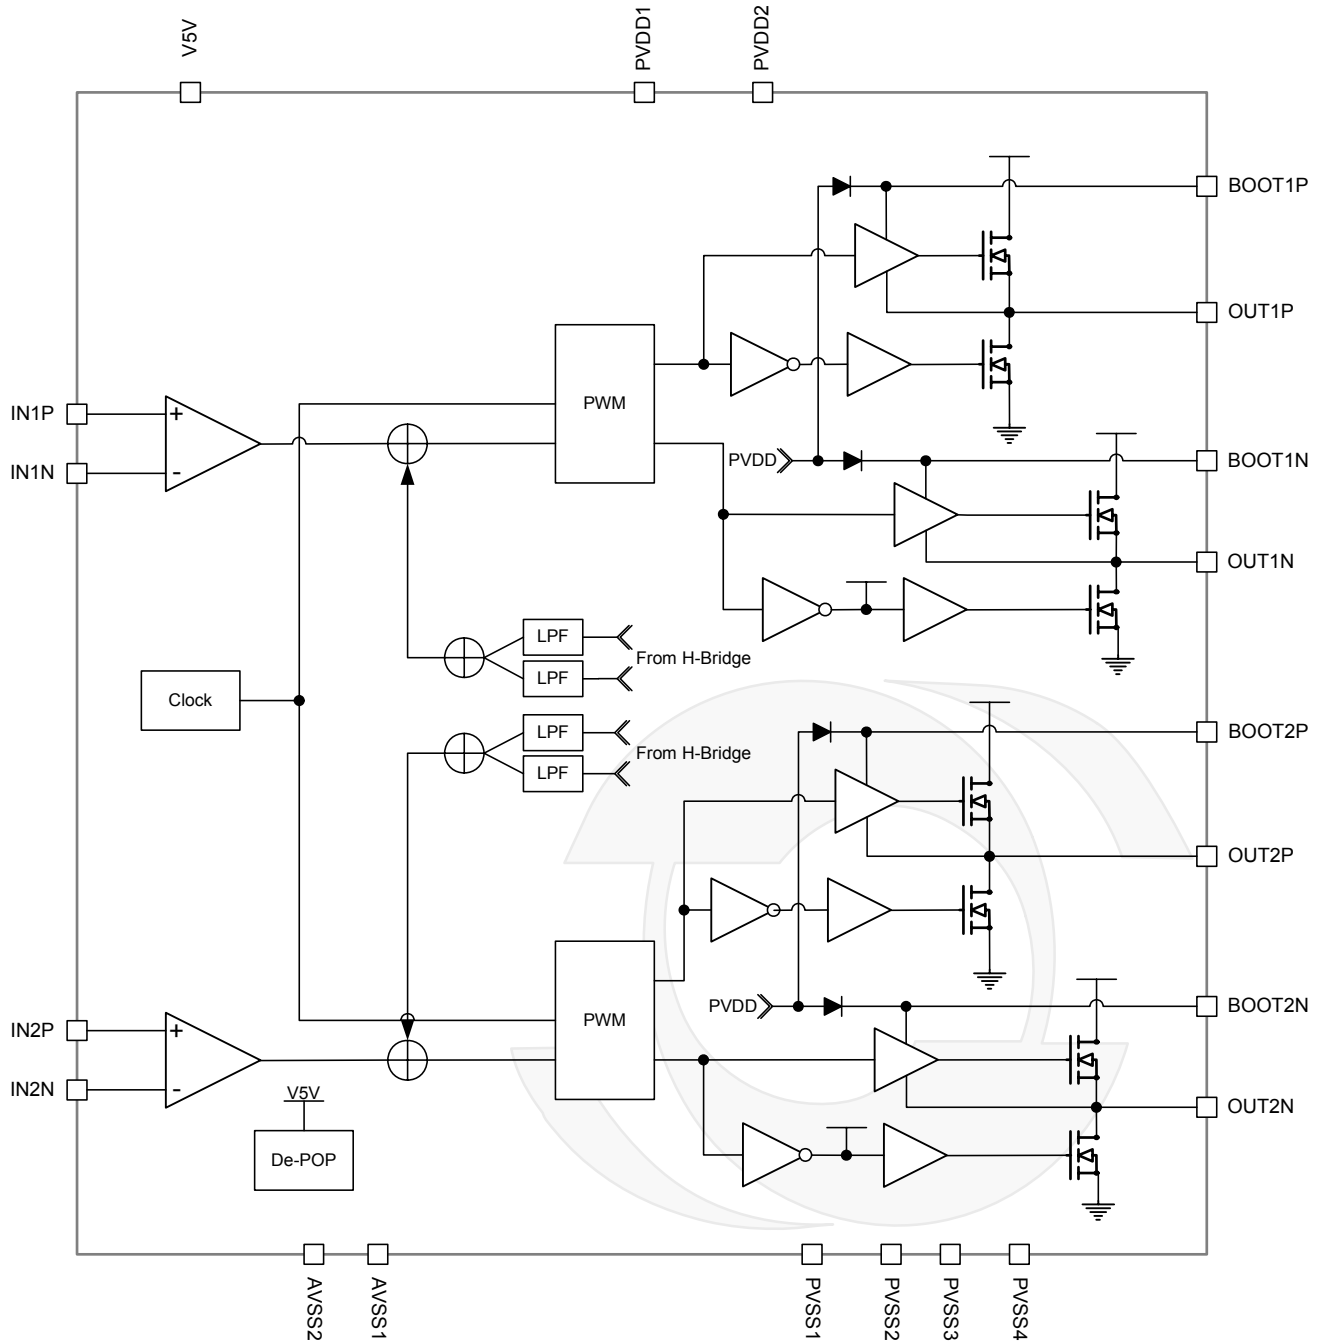 V5V
PVDD1
PVDD2
BOOT1P
OUT1P
PWM
IN1P
+
IN1N
-
PVDD
BOOT1N
OUT1N
LPF
LPF
From H-Bridge
Clock
LPF
LPF
From H-Bridge
BOOT2P
OUT2P
PVDD
BOOT2N
PWM
IN2P
+
IN2N
-
V5V
OUT2N
De-POP
AVSS2
AVSS1
PVSS1
PVSS2
PVSS3
PVSS4